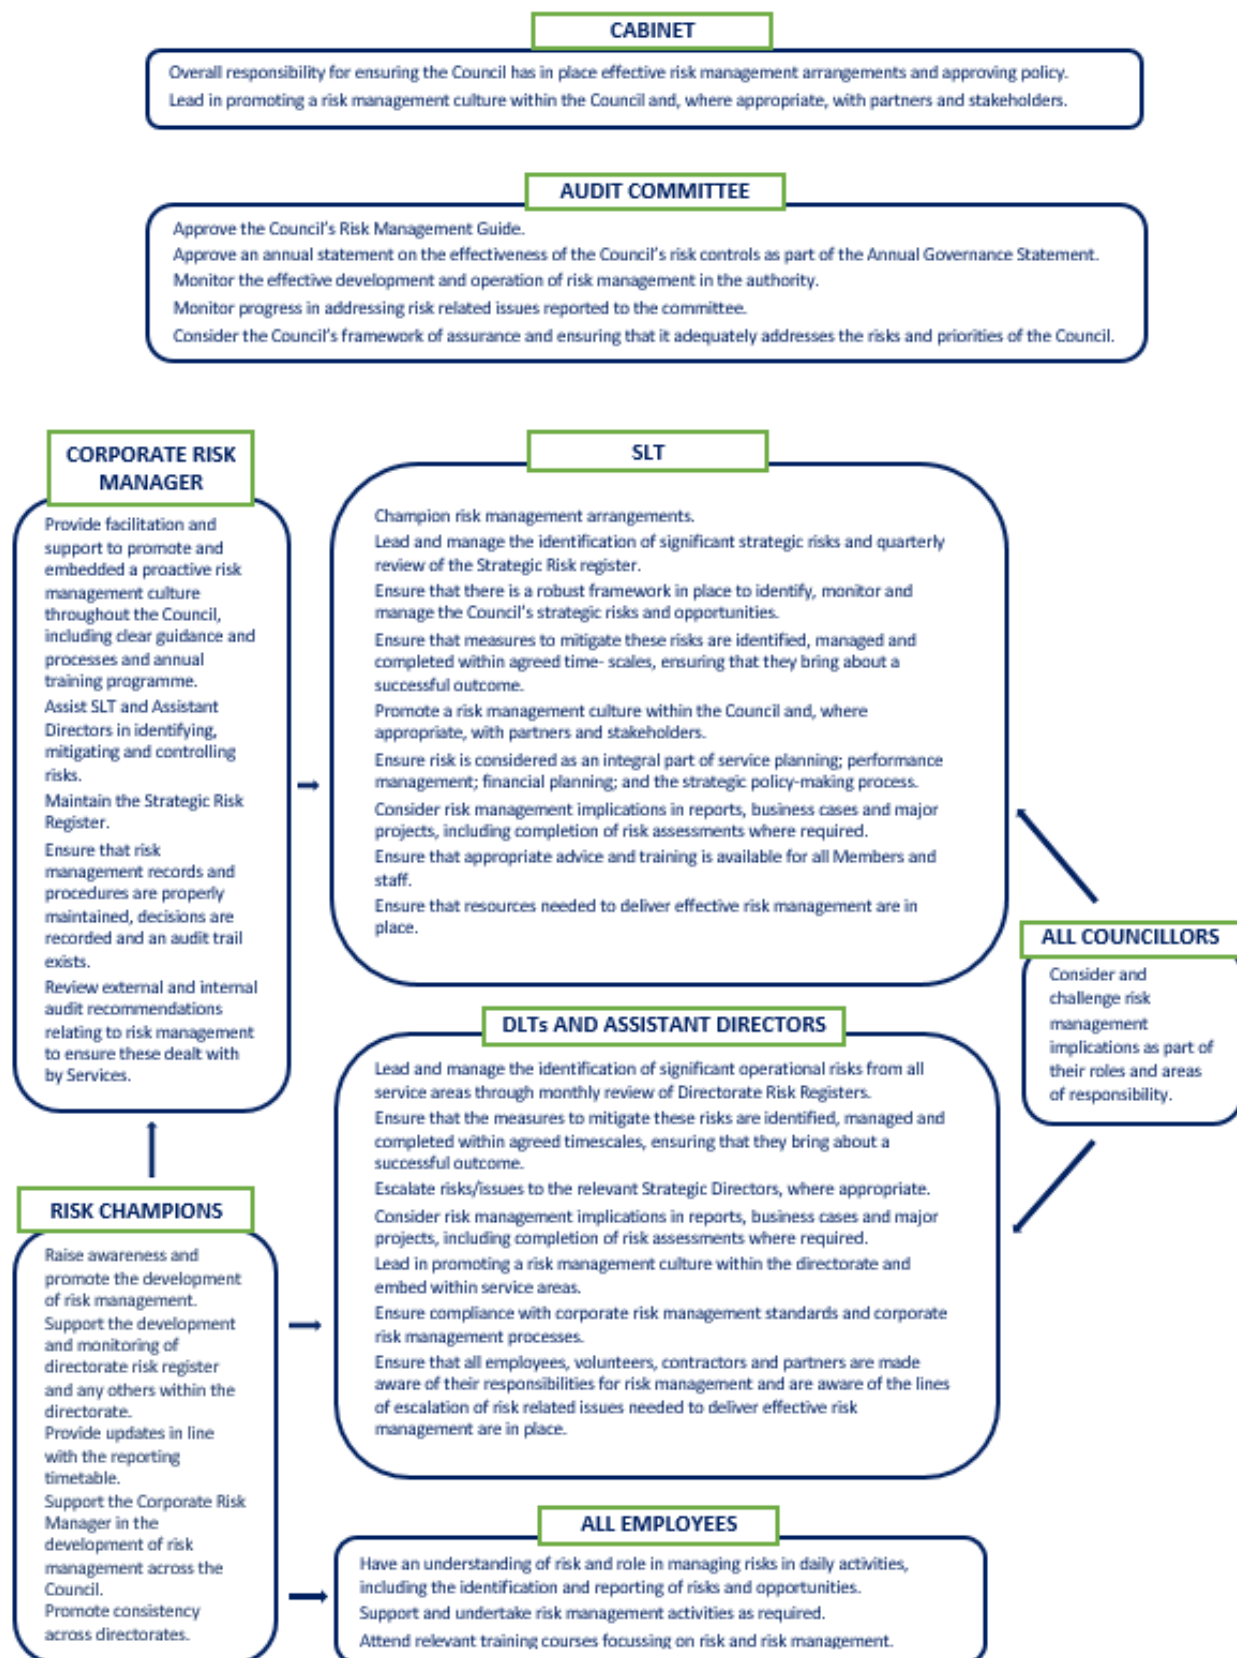 CABINET
Overall responsibility for ensuring the Council has in place effective risk management arrangements and approving policy.
Lead in promoting a risk management culture within the Council and, where appropriate, with partners and stakeholders.
AUDIT COMMITTEE
Approve the Council's Risk Management Guide.
Approve an annual statement on the effectiveness of the Council's risk controls as part of the Annual Governance Statement.
Monitor the effective development and operation of risk management in the authority.
Monitor progress in addressing risk related issues reported to the committee.
Consider the Council's framework of assurance and ensuring that it adequately addresses the risks and priorities of the Council.
CORPORATE RISK
MANAGER
Provide facilitation and
support to promote and
embedded a proactive risk
management culture
throughout the Council,
including clear guidance and
processes and annual
training programme.
Assist SLT and Assistant
Directors in identifying,
mitigating and controlling
risks.
Maintain the Strategic Risk
Register.
Ensure that risk
management records and
procedures are properly
maintained, decisions are
recorded and an audit trail
exists.
Review external and internal
audit recommendations
relating to risk management
to ensure these dealt with
by Services.
SLT
Champion risk management arrangements.
Lead and manage the identification of significant strategic risks and quarterly
review of the Strategic Risk register.
Ensure that there is a robust framework in place to identify, monitor and
manage the Council's strategic risks and opportunities.
Ensure that measures to mitigate these risks are identified, managed and
completed within agreed time- scales, ensuring that they bring about a
successful outcome.
Promote a risk management culture within the Council and, where
appropriate, with partners and stakeholders.
Ensure risk is considered as an integral part of service planning; performance
management; financial planning; and the strategic policy-making process.
Consider risk management implications in reports, business cases and major
projects, including completion of risk assessments where required.
Ensure that appropriate advice and training is available for all Members and
staff.
Ensure that resources needed to deliver effective risk management are in
place.
ALL COUNCILLORS
Consider and
challenge risk
management
implications as part of
their roles and areas
of responsibility.
DLTs AND ASSISTANT DIRECTORS
Lead and manage the identification of significant operational risks from all
service areas through monthly review of Directorate Risk Registers.
Ensure that the measures to mitigate these risks are identified, managed and
completed within agreed timescales, ensuring that they bring about a
successful outcome.
Escalate risks/issues to the relevant Strategic Directors, where appropriate.
Consider risk management implications in reports, business cases and major
projects, including completion of risk assessments where required.
Lead in promoting a risk management culture within the directorate and
embed within service areas.
Ensure compliance with corporate risk management standards and corporate
risk management processes.
Ensure that all employees, volunteers, contractors and partners are made
aware of their responsibilities for risk management and are aware of the lines
of escalation of risk related issues needed to deliver effective risk
management are in place.
RISK CHAMPIONS
Raise awareness and
promote the development
of risk management.
Support the development
and monitoring of
directorate risk register
and any others within the
directorate.
Provide updates in line
with the reporting
timetable.
Support the Corporate Risk
Manager in the
development of risk
management across the
Council.
Promote consistency
across directorates.
ALL EMPLOYEES
Have an understanding of risk and role in managing risks in daily activities,
including the identification and reporting of risks and opportunities.
Support and undertake risk management activities as required.
Attend relevant training courses focussing on risk and risk management.